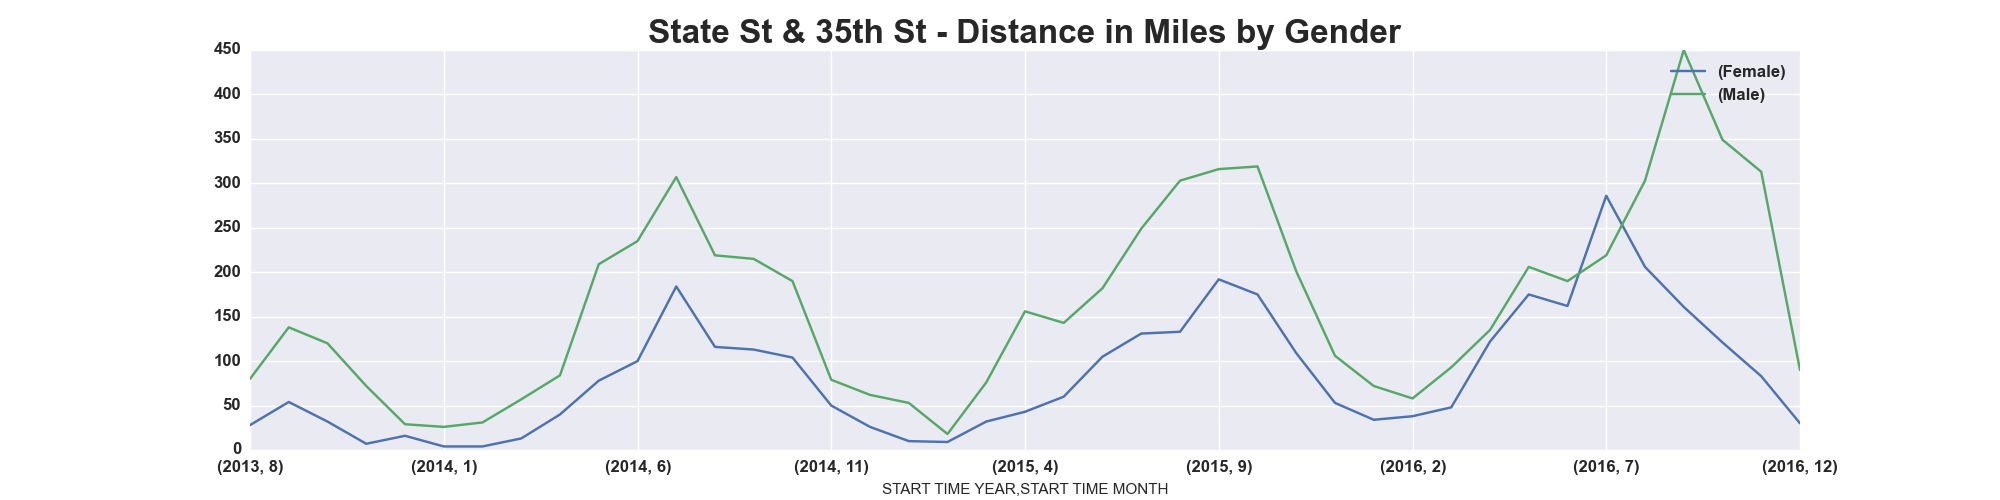 State St & 35th St - Distance in Miles by Gender
450
400
350
300
250
200
150
100
50
0
(Female)
(Male)
(2013, 8) (2014, 1) (2014, 6) (2014, 11) (2015, 4) (2015, 9) (2016, 2) (2016, 7) (2016, 12)
START TIME YEAR,START TIME MONTH